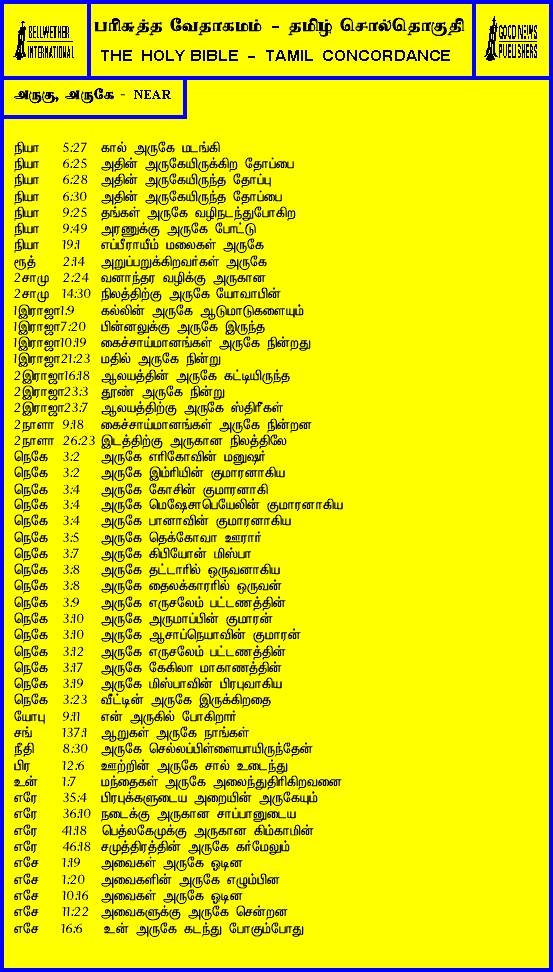 BELLWETHER
INTERNATIONAL
பரிசுத்த வேதாகமம் - தமிழ் சொல்தொகுதி
THE HOLY BIBLE - TAMIL CONCORDANCE
GOOD NEWS
PUBLISHERS
அருகு, அருகே - NEAR
நியா 5:27 கால் அருகே மடங்கி
நியா 6:25 அதின் அருகேயிருக்கிற தோப்பை
நியா 6:28 அதின் அருகேயிருந்த தோப்பு
நியா 6:30 அதின் அருகேயிருந்த தோப்பை
நியா 9:25 தங்கள் அருகே வழிநடந்துபோகிற
நியா 9:49 அரணுக்கு அருகே போட்டு
நியா 19:1 எப்பீராயீம் மலைகள் அருகே
ரூத் 2:14 அறுப்பறுக்கிறவர்கள் அருகே
2சாமு 2:24 வனாந்தர வழிக்கு அருகான
2சாமு 14:30 நிலத்திற்கு அருகே யோவாபின்
1இராஜா1:9 கல்லின் அருகே ஆடுமாடுகளையும்
1இராஜா7:20 பின்னலுக்கு அருகே இருந்த
1இராஜா10:19 கைச்சாய்மானங்கள் அருகே நின்றது
1இராஜா21:23 மதில் அருகே நின்று
2இராஜா16:18 ஆலயத்தின் அருகே கட்டியிருந்த
2இராஜா23:3 தூண் அருகே நின்று
2இராஜா23:7 ஆலயத்திற்கு அருகே ஸ்திரீகள்
2நாளா 9:18 கைச்சாய்மானங்கள் அருகே நின்றன
2நாளா 26:23 இடத்திற்கு அருகான நிலத்திலே
நெகே 3:2 அருகே எரிகோவின் மனுஷர்
நெகே 3:2 அருகே இம்ரியின் குமாரனாகிய
நெகே 3:4 அருகே கோசின் குமாரனாகி
நெகே 3:4 அருகே மெஷேசாபெயேலின் குமாரனாகிய
நெகே 3:4 அருகே பானாவின் குமாரனாகிய
நெகே 3:5 அருகே தெக்கோவா ஊரார்
நெகே 3:7 அருகே கிபியோன் மிஸ்பா
நெகே 3:8 அருகே தட்டாரில் ஒருவனாகிய
நெகே 3:8 அருகே தைலக்காரரில் ஒருவன்
நெகே 3:9 அருகே எருசலேம் பட்டணத்தின்
நெகே 3:10 அருகே அருமாப்பின் குமாரன்
நெகே 3:10 அருகே ஆசாப்நெயாவின் குமாரன்
நெகே 3:12 அருகே எருசலேம் பட்டணத்தின்
நெகே 3:17 அருகே கேகிலா மாகாணத்தின்
நெகே 3:19 அருகே மிஸ்பாவின் பிரபுவாகிய
நெகே 3:23 வீட்டின் அருகே இருக்கிறதை
யோபு 9:11 என் அருகில் போகிறார்
சங் 137:1 ஆறுகள் அருகே நாங்கள்
நீதி 8:30 அருகே செல்லப்பிள்ளையாயிருந்தேன்
பிர 12:6 ஊற்றின் அருகே சால் உடைந்து
உன் 1:7 மந்தைகள் அருகே அலைந்துதிரிகிறவனை
எரே 35:4 பிரபுக்களுடைய அறையின் அருகேயும்
எரே 36:10 நடைக்கு அருகான சாப்பானுடைய
எரே 41:18 பெத்லகேமுக்கு அருகான கிம்காமின்
எரே 46:18 சமுத்திரத்தின் அருகே கர்மேலும்
எசே 1:19 அவைகள் அருகே ஓடின
எசே 1:20 அவைகளின் அருகே எழும்பின
எசே 10:16 அவைகள் அருகே ஓடின
எசே 11:22 அவைகளுக்கு அருகே சென்றன
எசே 16:6 உன் அருகே கடந்து போகும்போது